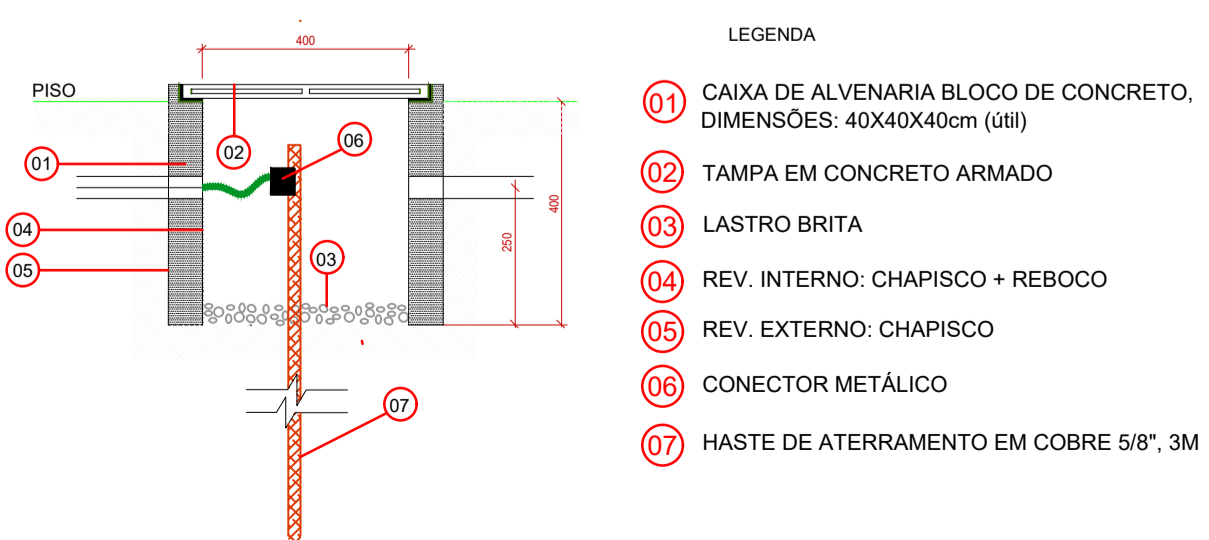 400
PISO
01
02
06
04
05
03
250
400
07
LEGENDA
01 CAIXA DE ALVENARIA BLOCO DE CONCRETO,
DIMENSÕES: 40X40X40cm (útil)
02 TAMPA EM CONCRETO ARMADO
03 LASTRO BRITA
04 REV. INTERNO: CHAPISCO + REBOCO
05 REV. EXTERNO: CHAPISCO
06 CONECTOR METÁLICO
07 HASTE DE ATERRAMENTO EM COBRE 5/8", 3M